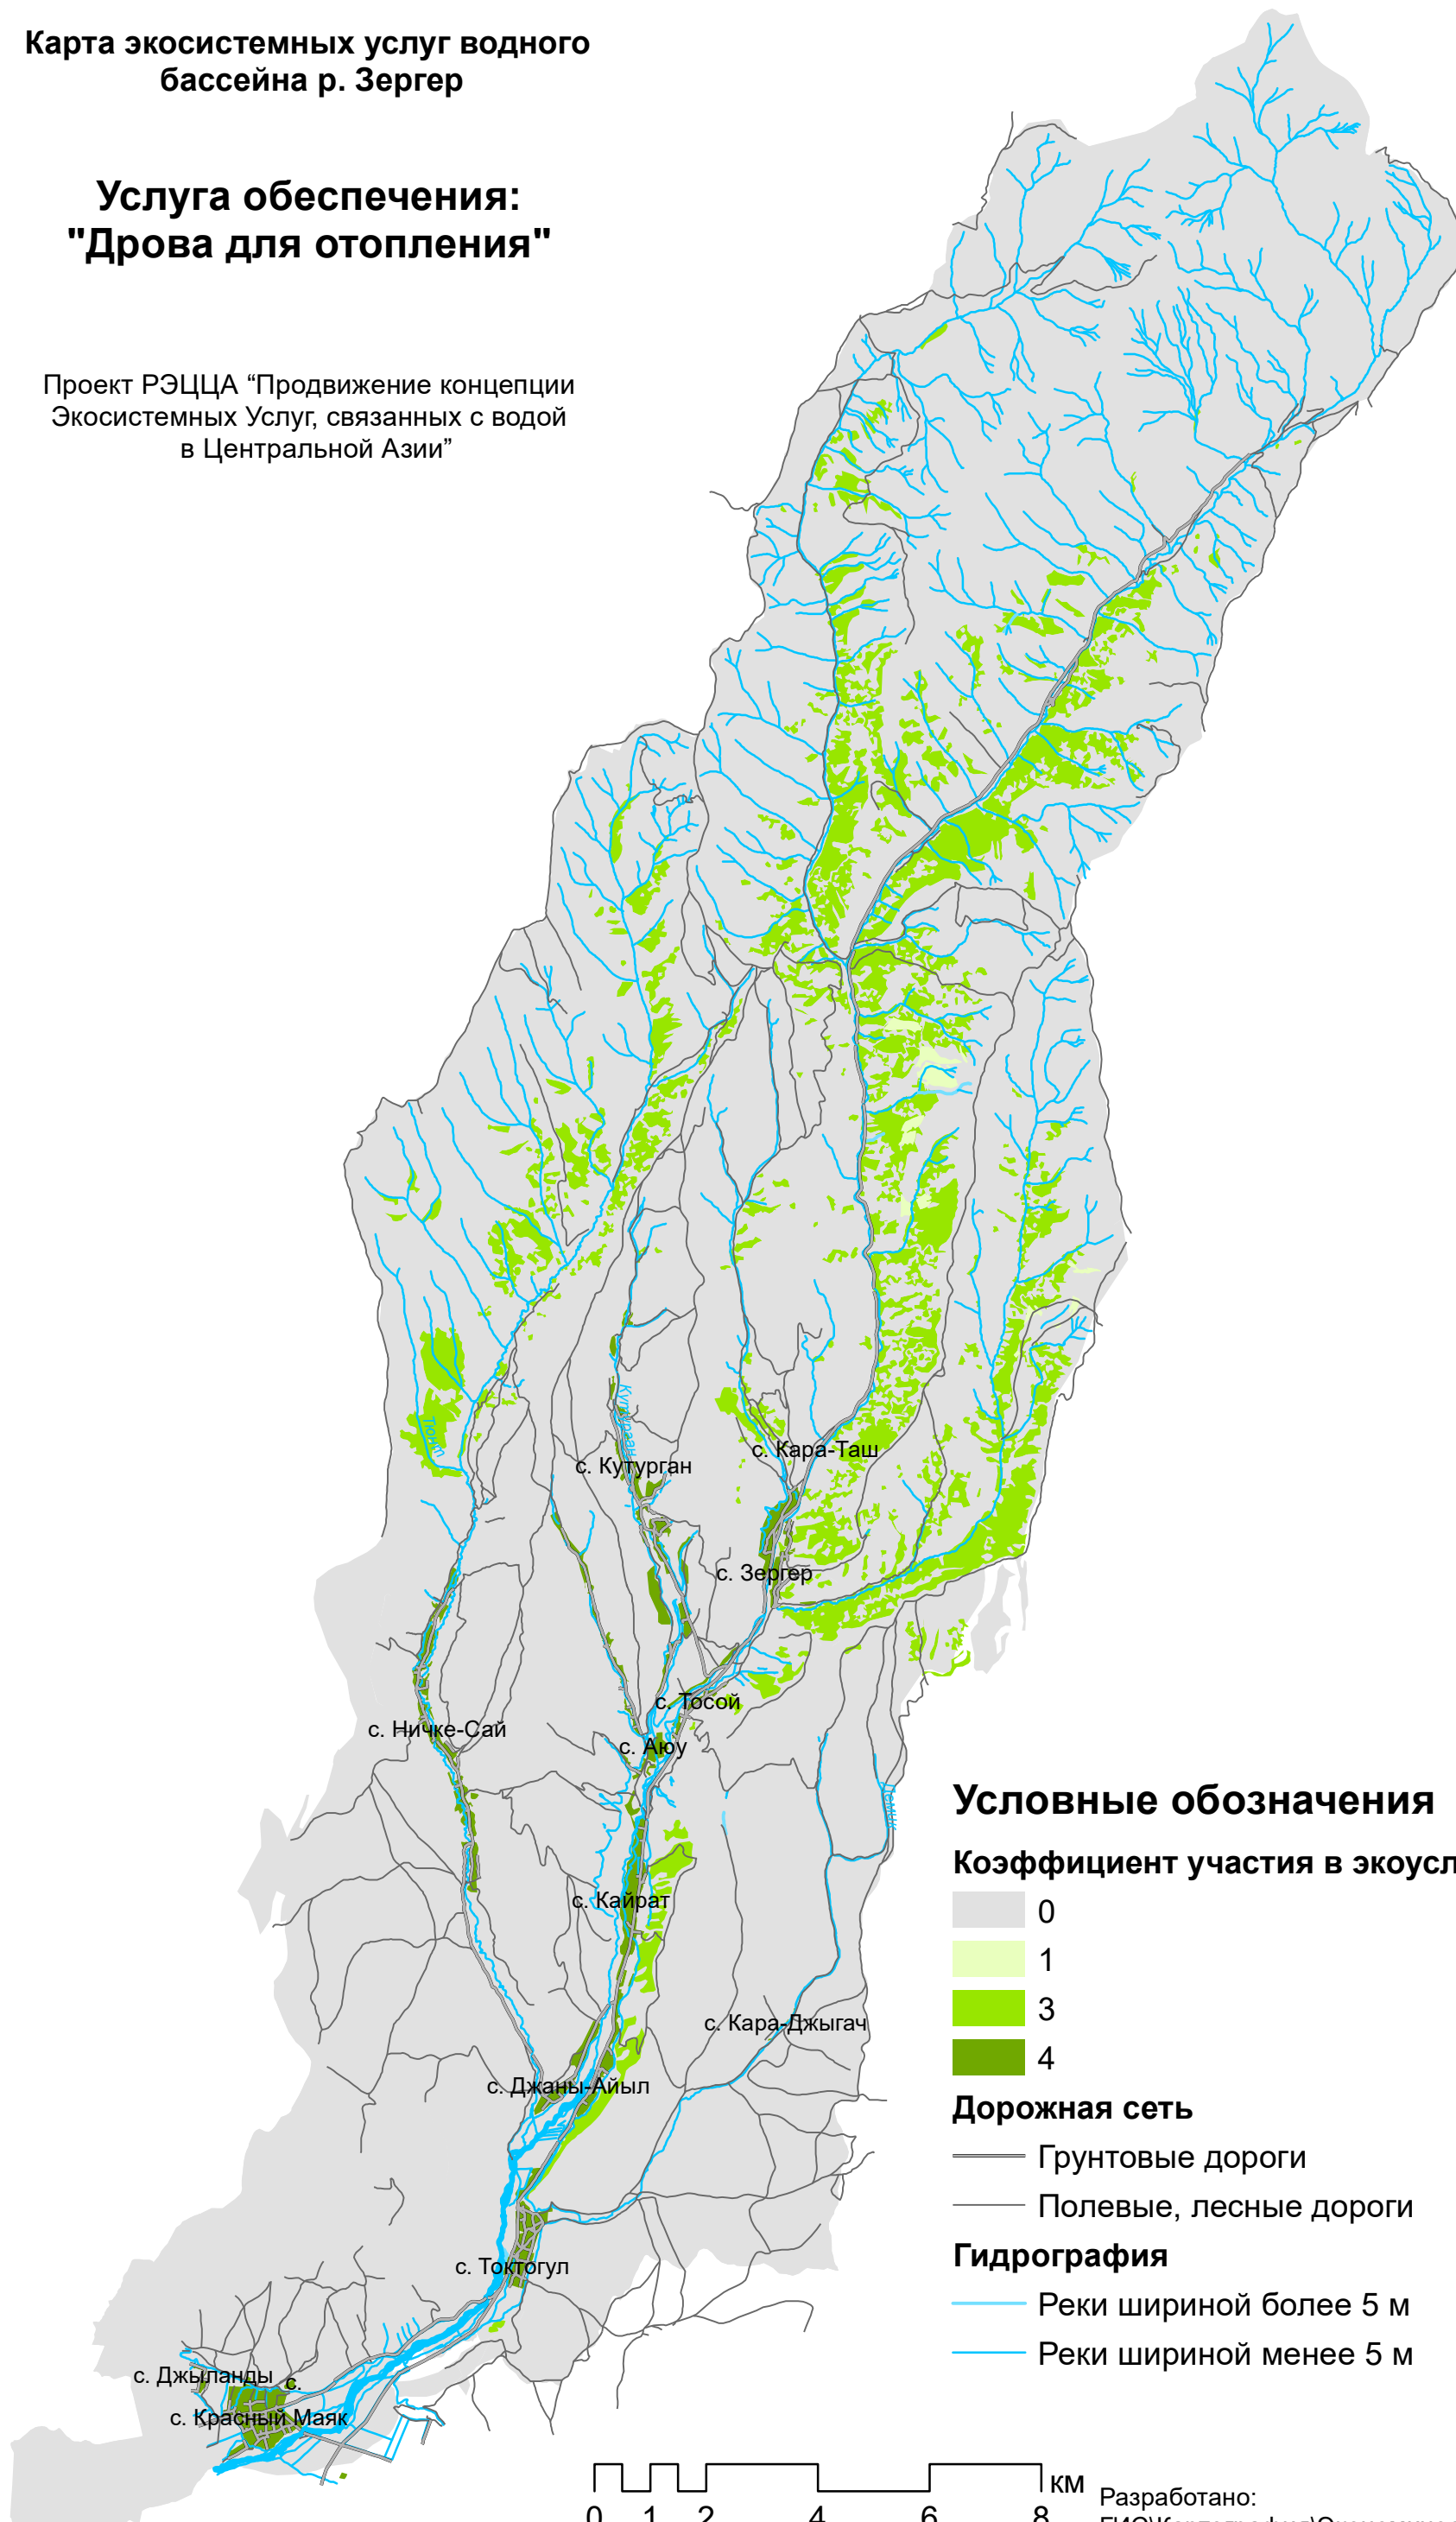 Карта экосистемных услуг водного
бассейна р. Зергер
Услуга обеспечения:
"Дрова для отопления"
Проект РЭЦЦА “Продвижение концепции
Экосистемных Услуг, связанных с водой
в Центральной Азии”
Тюнт
Кутурган
с. Кара-Таш
с. Кутурган
с. Зергер
с. Тосой
с. Ничке-Сай
с. Аюу
с. Кайрат
с. Кара-Джыгач
с. Джаны-Айыл
с. Токтогул
с. Джыланды
с.
с. Красный Маяк
Условные обозначения
Коэффициент участия в экоусл
0
1
3
4
Дорожная сеть
Грунтовые дороги
Полевые, лесные дороги
Гидрография
Реки шириной более 5 м
Реки шириной менее 5 м
км
0 1 2 4 6 8
Разработано: